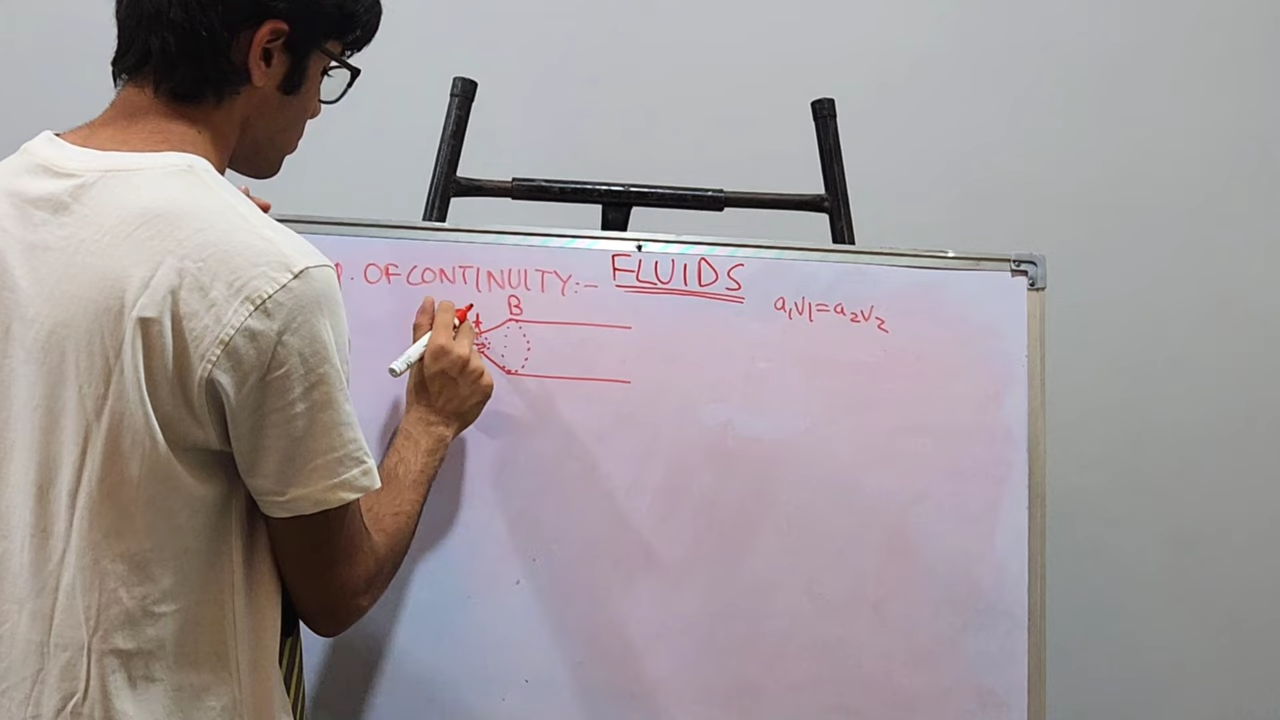 OF CONTINUITY:-
FLUIDS
a₁V₁=a₂V₂
B